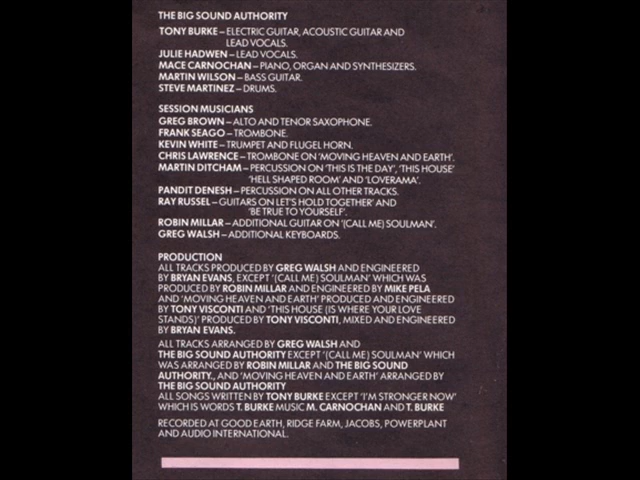 THE BIG SOUND AUTHORITY
TONY BURKE – ELECTRIC GUITAR, ACOUSTIC GUITAR AND
LEAD VOCALS.
JULIE HADWEN – LEAD VOCALS.
MACE CARNOCHAN – PIANO, ORGAN AND SYNTHESIZERS.
MARTIN WILSON – BASS GUITAR.
STEVE MARTINEZ – DRUMS.
SESSION MUSICIANS
GREG BROWN – ALTO AND TENOR SAXOPHONE.
FRANK SEAGO – TROMBONE.
KEVIN WHITE – TRUMPET AND FLUGEL HORN.
CHRIS LAWRENCE – TROMBONE ON 'MOVING HEAVEN AND EARTH'.
MARTIN DITCHAM – PERCUSSION ON 'THIS IS THE DAY', 'THIS HOUSE'
'HELL SHAPED ROOM' AND 'LOVERAMA'.
PANDIT DENESH – PERCUSSION ON ALL OTHER TRACKS.
RAY RUSSEL – GUITARS ON LET'S HOLD TOGETHER' AND
'BE TRUE TO YOURSELF'.
ROBIN MILLAR – ADDITIONAL GUITAR ON '(CALL ME) SOULMAN'.
GREG WALSH – ADDITIONAL KEYBOARDS.
PRODUCTION
ALL TRACKS PRODUCED BY GREG WALSH AND ENGINEERED
BY BRYAN EVANS, EXCEPT '(CALL ME) SOULMAN' WHICH WAS
PRODUCED BY ROBIN MILLAR AND ENGINEERED BY MIKE PELA
AND 'MOVING HEAVEN AND EARTH' PRODUCED AND ENGINEERED
BY TONY VISCONTI AND 'THIS HOUSE (IS WHERE YOUR LOVE
STANDS)' PRODUCED BY TONY VISCONTI, MIXED AND ENGINEERED
BY BRYAN EVANS.
ALL TRACKS ARRANGED BY GREG WALSH AND
THE BIG SOUND AUTHORITY EXCEPT '(CALL ME) SOULMAN' WHICH
WAS ARRANGED BY ROBIN MILLAR AND THE BIG SOUND
AUTHORITY., AND 'MOVING HEAVEN AND EARTH' ARRANGED BY
THE BIG SOUND AUTHORITY
ALL SONGS WRITTEN BY TONY BURKE EXCEPT 'I'M STRONGER NOW'
WHICH IS WORDS T. BURKE MUSIC M. CARNOCHAN AND T. BURKE
RECORDED AT GOOD EARTH, RIDGE FARM, JACOBS, POWERPLANT
AND AUDIO INTERNATIONAL.